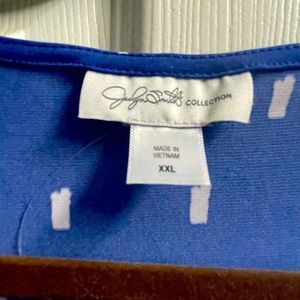 Jaclyn Smith
COLLECTION
MADE IN
VIETNAM
XXL